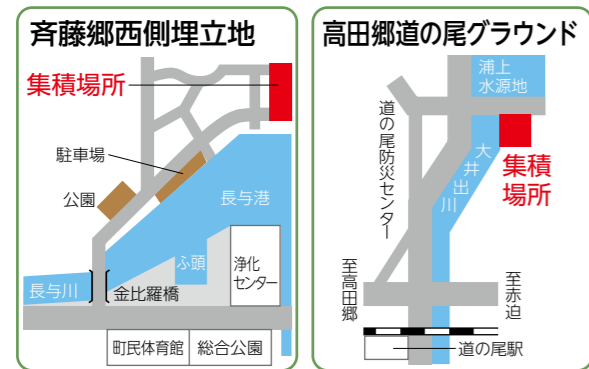 斉藤郷西側埋立地
集積場所
駐車場
公園
長与港
ふ頭
浄化
センター
長与川
金比羅橋
町民体育館
総合公園
高田郷道の尾グラウンド
浦上
水源地
道の尾防災センター
大井出川
集積
場所
至高田郷
至赤迫
道の尾駅